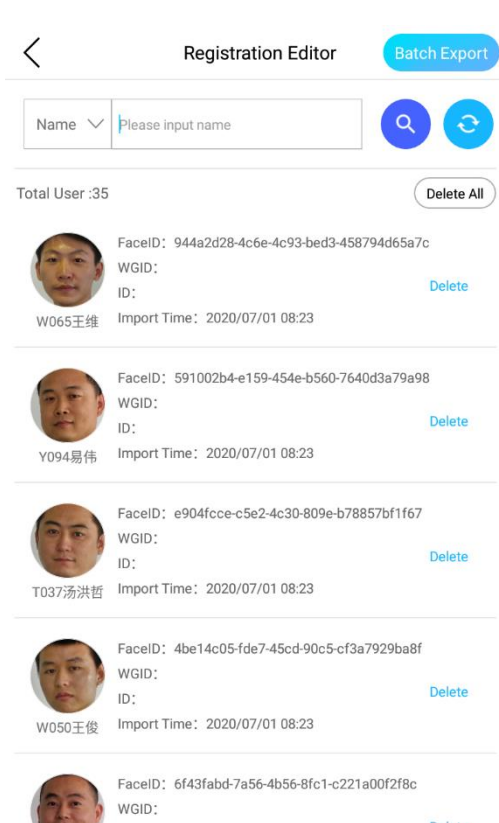 Registration Editor
Batch Export
Name
Please input name
Total User :35
Delete All
FaceID：944a2d28-4c6e-4c93-bed3-458794d65a7c
WGID：
ID：
Delete
W065王维
Import Time：2020/07/01 08:23
FaceID：591002b4-e159-454e-b560-7640d3a79a98
WGID：
ID：
Delete
Y094易伟
Import Time：2020/07/01 08:23
FaceID：e904fcce-c5e2-4c30-809e-b78857bf1f67
WGID：
ID：
Delete
T037汤洪哲
Import Time：2020/07/01 08:23
FaceID：4be14c05-fde7-45cd-90c5-cf3a7929ba8f
WGID：
ID：
Delete
W050王俊
Import Time：2020/07/01 08:23
FaceID：6f43fabd-7a56-4b56-8fc1-c221a00f2f8c
WGID：